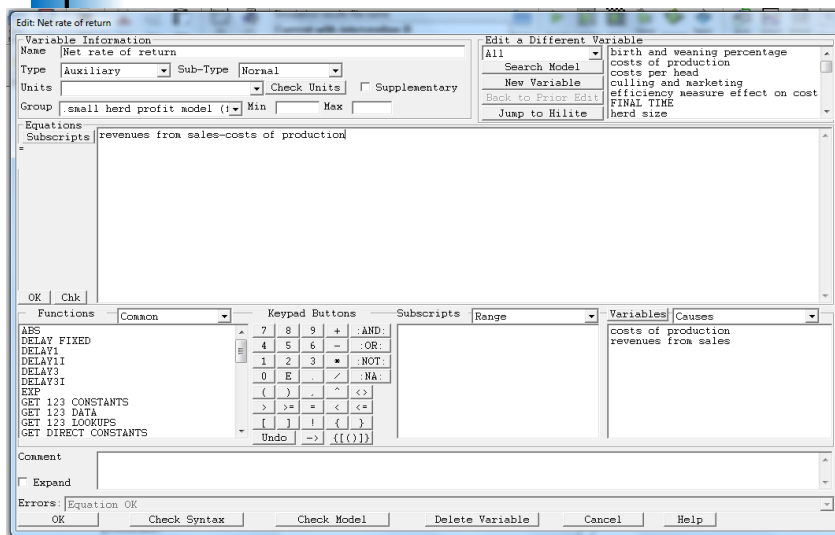 Edit: Net rate of return
Variable Information
Name Net rate of return
Type Auxiliary Sub-Type Normal
Units Check Units Supplementary
Group .small herd profit model (f Min Max
Edit a Different Variable
All
Search Model
New Variable
Back to Prior Edit
Jump to Hilite
birth and weaning percentage
costs of production
costs per head
culling and marketing
efficiency measure effect on cost
FINAL TIME
herd size
Equations
Subscripts
=
revenues from sales-costs of production
OK Chk
Functions Common
ABS
DELAY FIXED
DELAY1
DELAY1I
DELAY3
DELAY3I
EXP
GET 123 CONSTANTS
GET 123 DATA
GET 123 LOOKUPS
GET DIRECT CONSTANTS
Keypad Buttons
7 8 9 + :AND:
4 5 6 - :OR:
1 2 3 * :NOT:
0 E . / :NA:
( ) , ^ <>
> >= = < <=
[ ] ! { }
Undo -> {[()]}
Subscripts Range
Variables Causes
costs of production
revenues from sales
Comment
Expand
Errors: Equation OK
OK Check Syntax Check Model Delete Variable Cancel Help